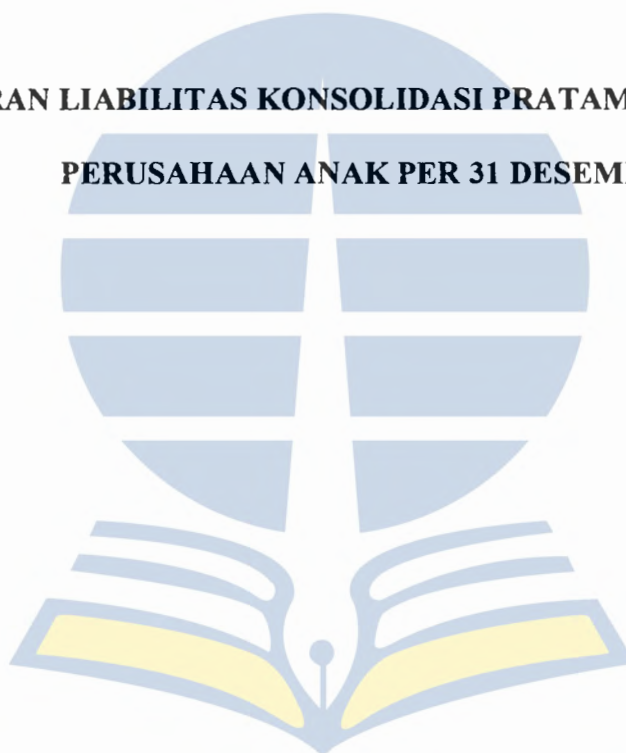 RAN LIABILITAS KONSOLIDASI PRATAM
PERUSAHAAN ANAK PER 31 DESEM